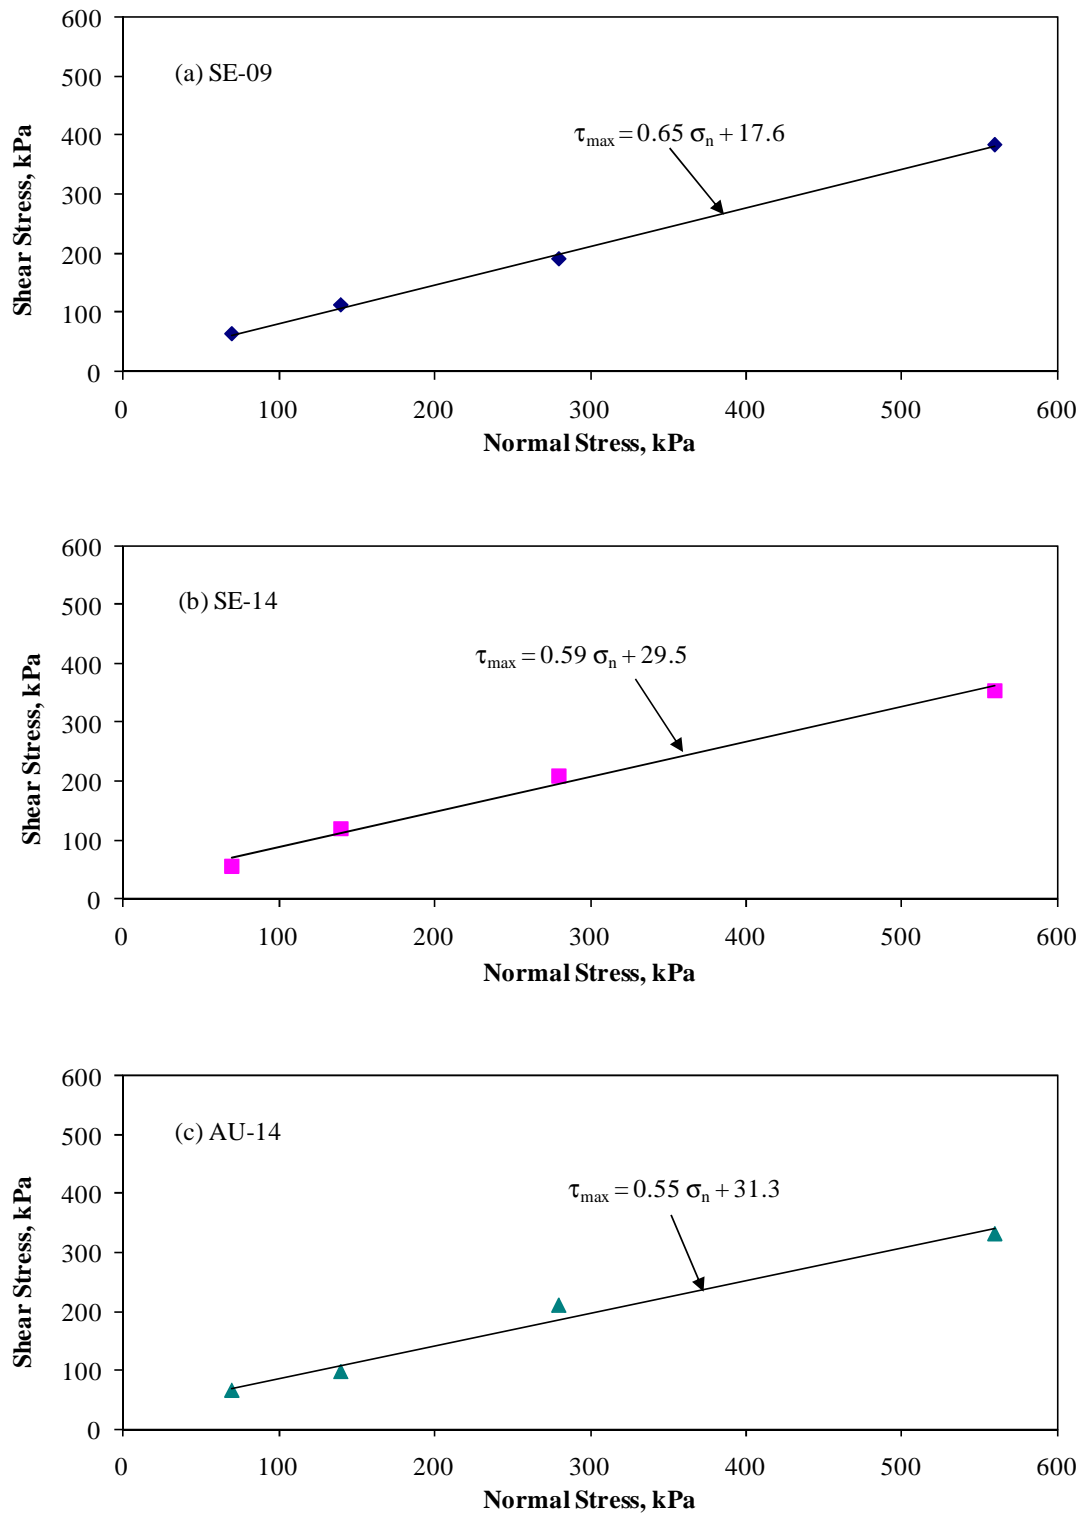 600
500
400
300
200
100
0
(a) SE-09
τmax = 0.65 σn + 17.6
Shear Stress, kPa
0 100 200 300 400 500 600
Normal Stress, kPa
600
500
400
300
200
100
0
(b) SE-14
τmax = 0.59 σn + 29.5
Shear Stress, kPa
0 100 200 300 400 500 600
Normal Stress, kPa
600
500
400
300
200
100
0
(c) AU-14
τmax = 0.55 σn + 31.3
Shear Stress, kPa
0 100 200 300 400 500 600
Normal Stress, kPa